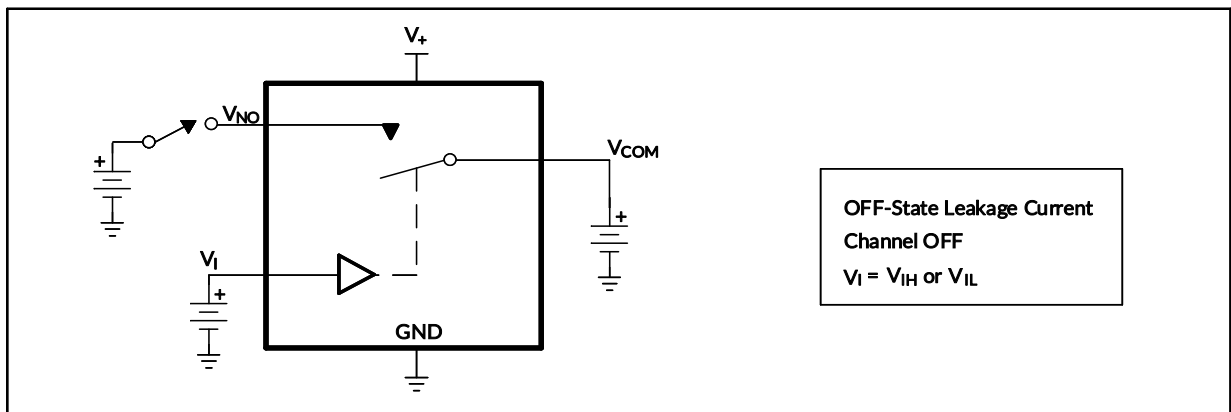 V+
VNO
+
VCOM
+
VI
+
GND
OFF-State Leakage Current
Channel OFF
VI = VIH or VIL